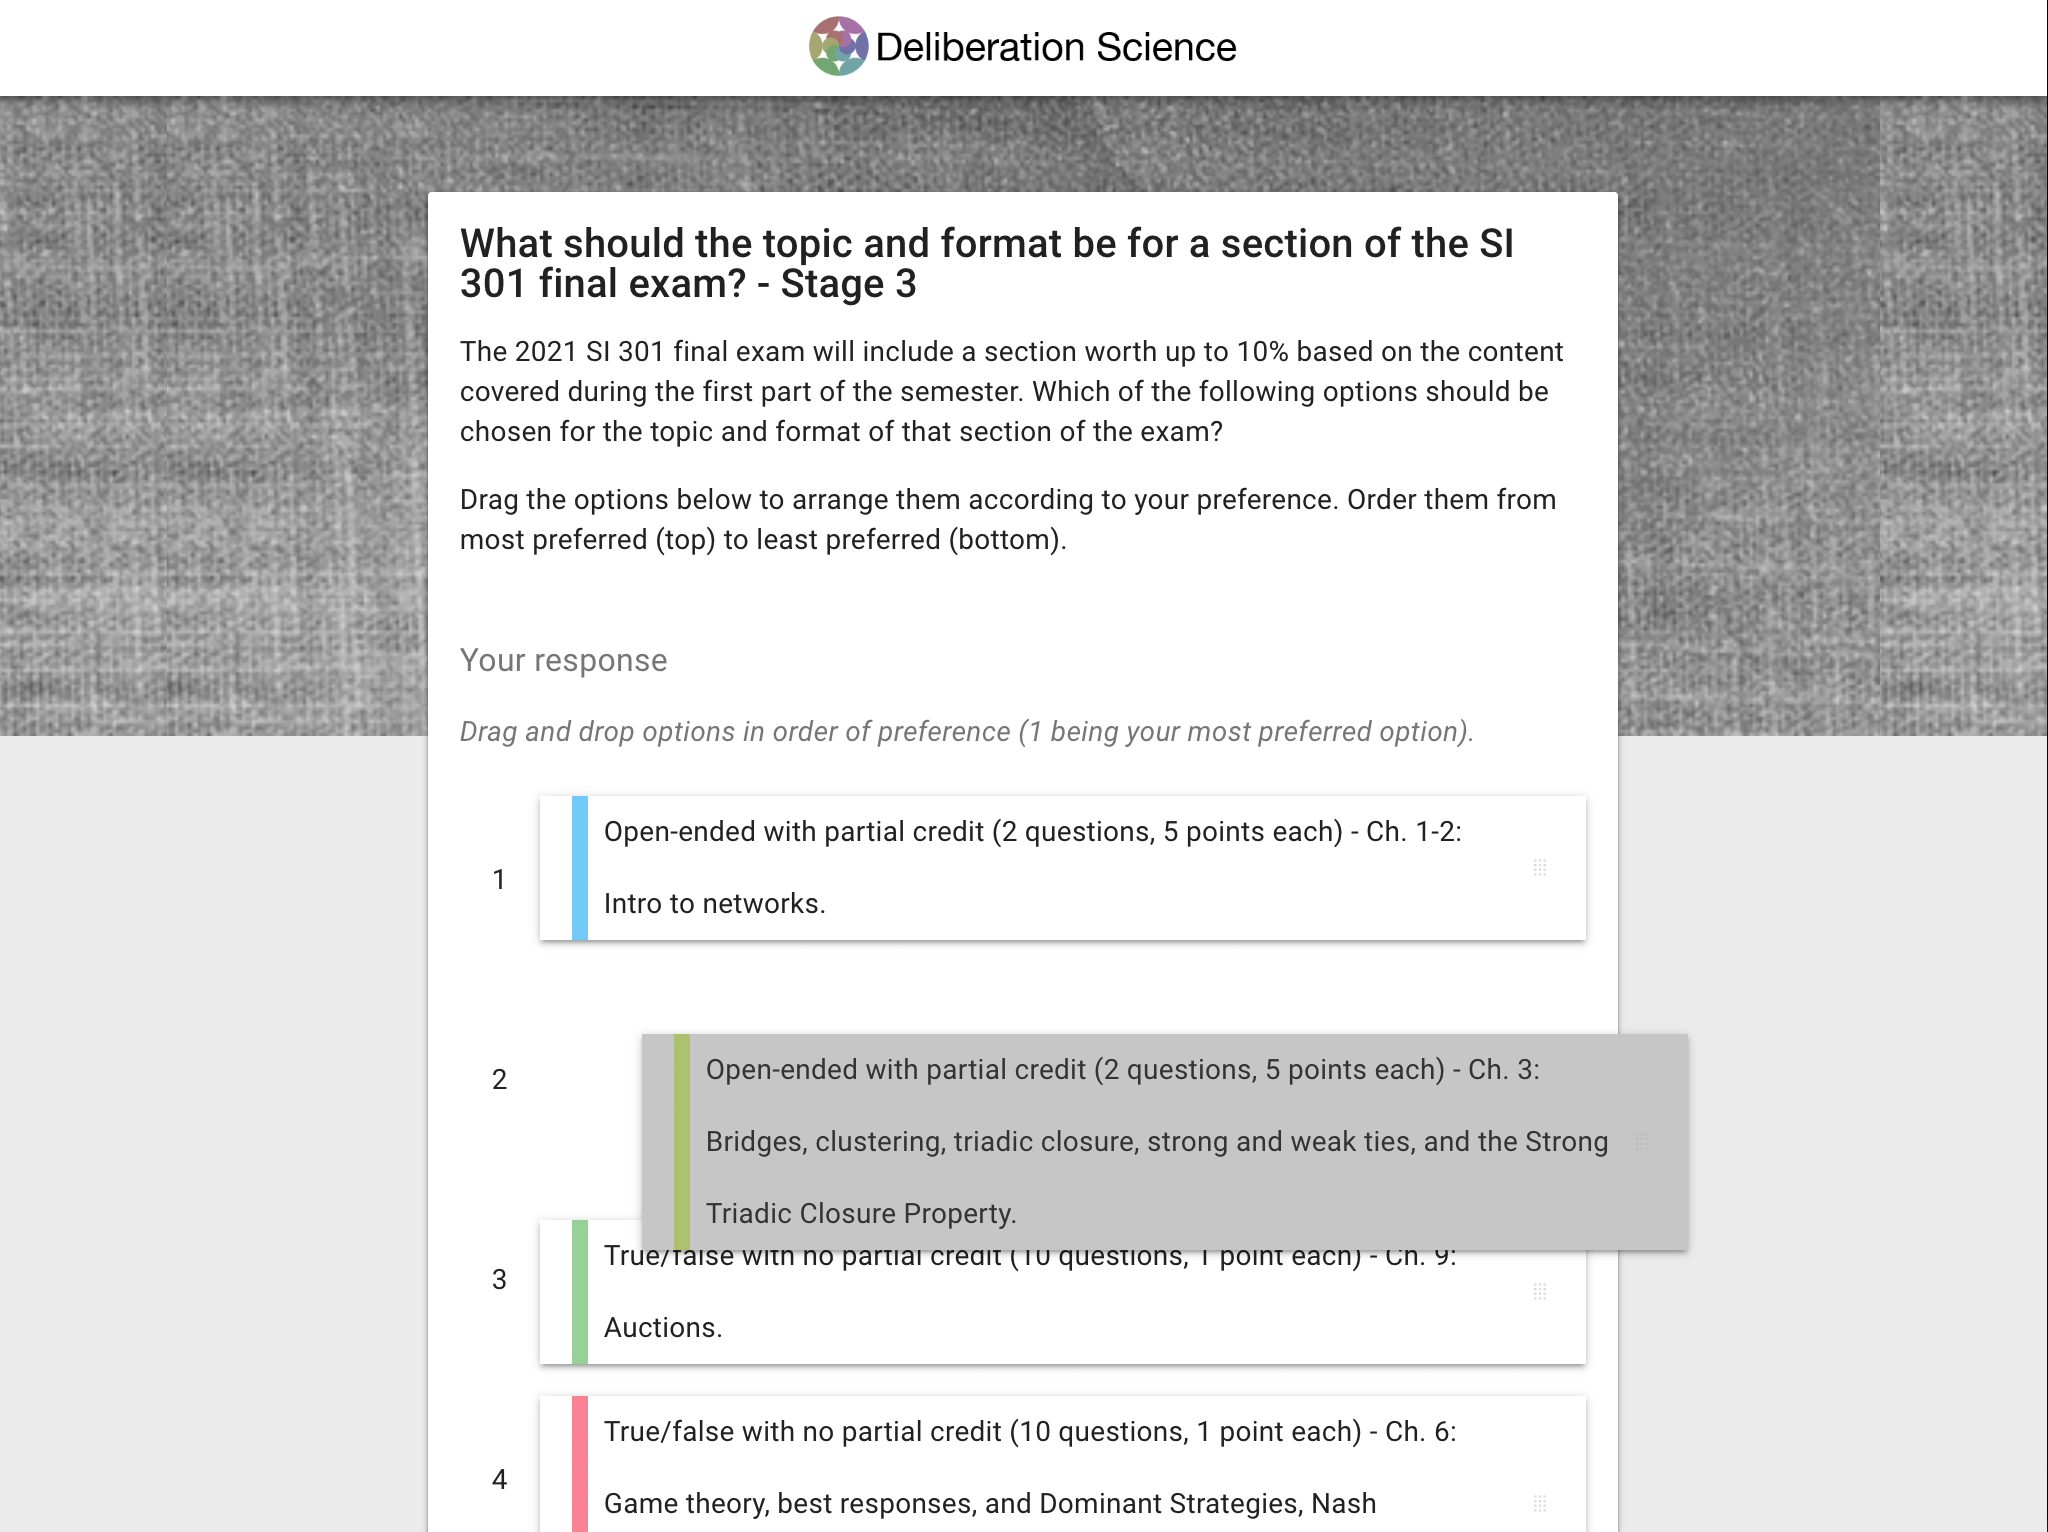 Deliberation Science
What should the topic and format be for a section of the SI
301 final exam? - Stage 3
The 2021 SI 301 final exam will include a section worth up to 10% based on the content
covered during the first part of the semester. Which of the following options should be
chosen for the topic and format of that section of the exam?
Drag the options below to arrange them according to your preference. Order them from
most preferred (top) to least preferred (bottom).
Your response
Drag and drop options in order of preference (1 being your most preferred option).
1
Open-ended with partial credit (2 questions, 5 points each) - Ch. 1-2:
Intro to networks.
2
Open-ended with partial credit (2 questions, 5 points each) - Ch. 3:
Bridges, clustering, triadic closure, strong and weak ties, and the Strong
Triadic Closure Property.
3
True/false with no partial credit (10 questions, 1 point each) - Ch. 9:
Auctions.
4
True/false with no partial credit (10 questions, 1 point each) - Ch. 6:
Game theory, best responses, and Dominant Strategies, Nash